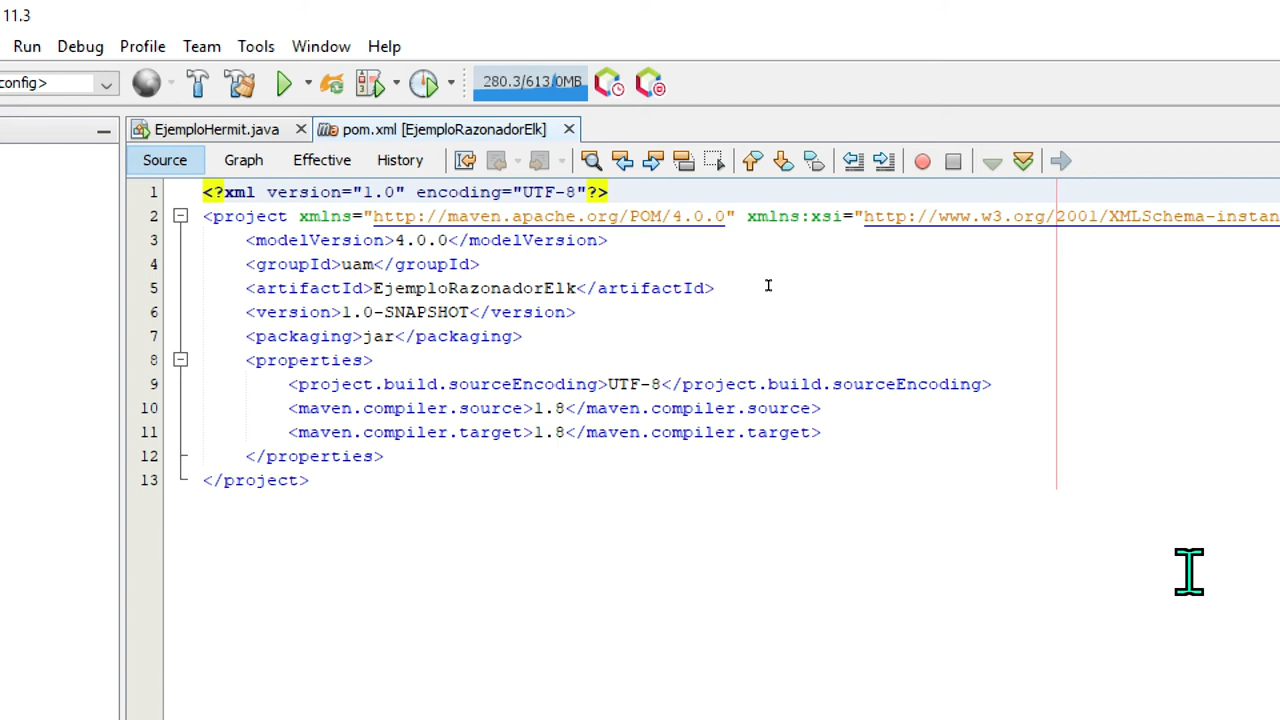 11.3
Run Debug Profile Team Tools Window Help
config> 280.3/613.0MB
EjemploHermit.java pom.xml [EjemploRazonadorElk]
Source Graph Effective History
1 <?xml version="1.0" encoding="UTF-8"?>
2 <project xmlns="http://maven.apache.org/POM/4.0.0" xmlns:xsi="http://www.w3.org/2001/XMLSchema-instan
3 <modelVersion>4.0.0</modelVersion>
4 <groupId>uam</groupId>
5 <artifactId>EjemploRazonadorElk</artifactId>
6 <version>1.0-SNAPSHOT</version>
7 <packaging>jar</packaging>
8 <properties>
9 <project.build.sourceEncoding>UTF-8</project.build.sourceEncoding>
10 <maven.compiler.source>1.8</maven.compiler.source>
11 <maven.compiler.target>1.8</maven.compiler.target>
12 </properties>
13 </project>